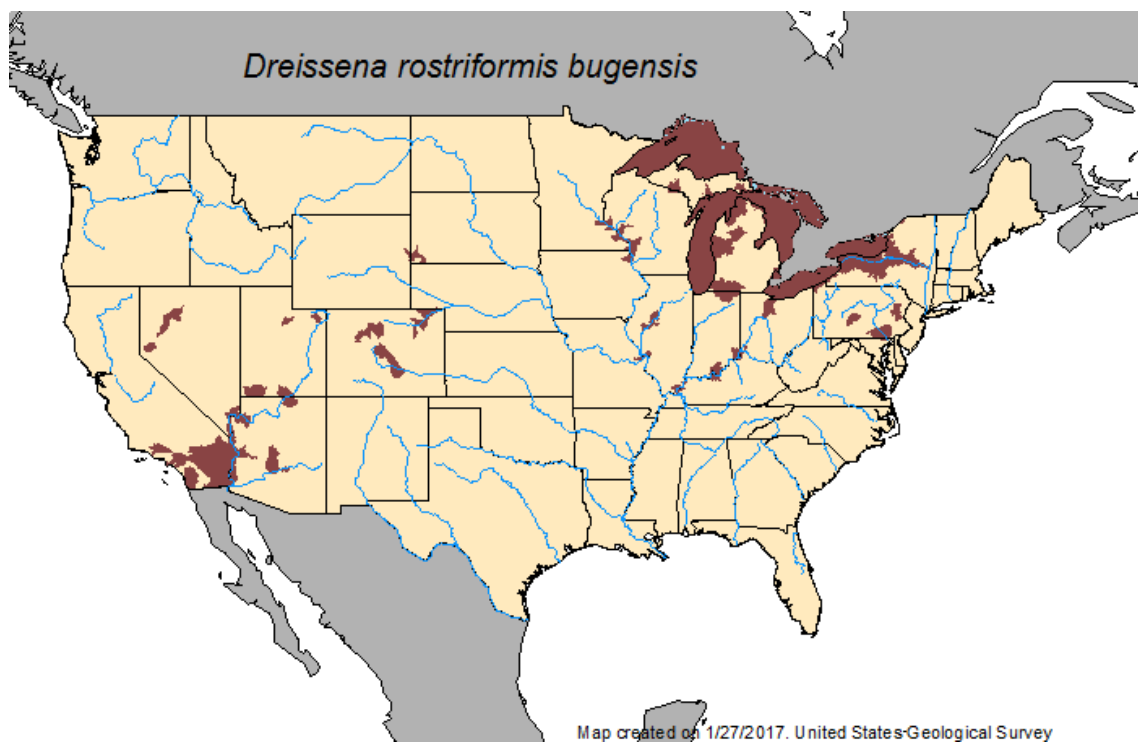 Dreissena rostriformis bugensis
Map created on 1/27/2017. United States-Geological Survey